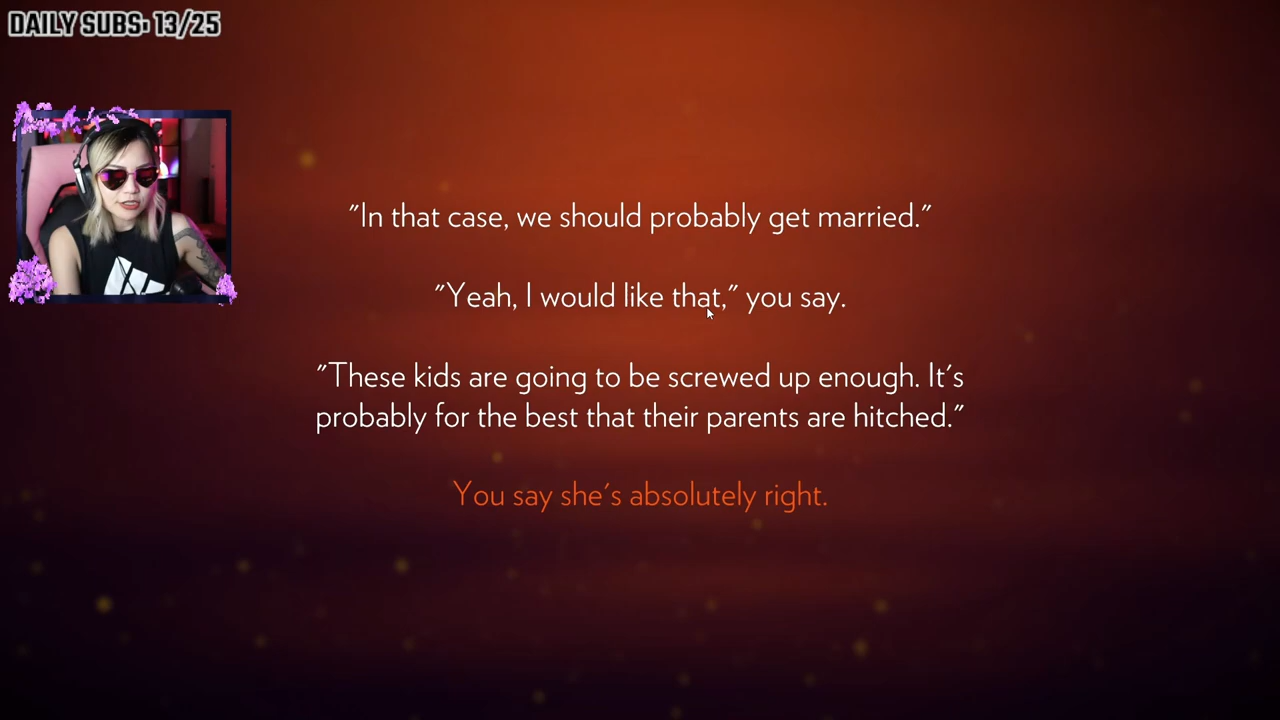 DAILY SUBS: 13/25
"In that case, we should probably get married."
"Yeah, I would like that," you say.
"These kids are going to be screwed up enough. It's
probably for the best that their parents are hitched."
You say she's absolutely right.